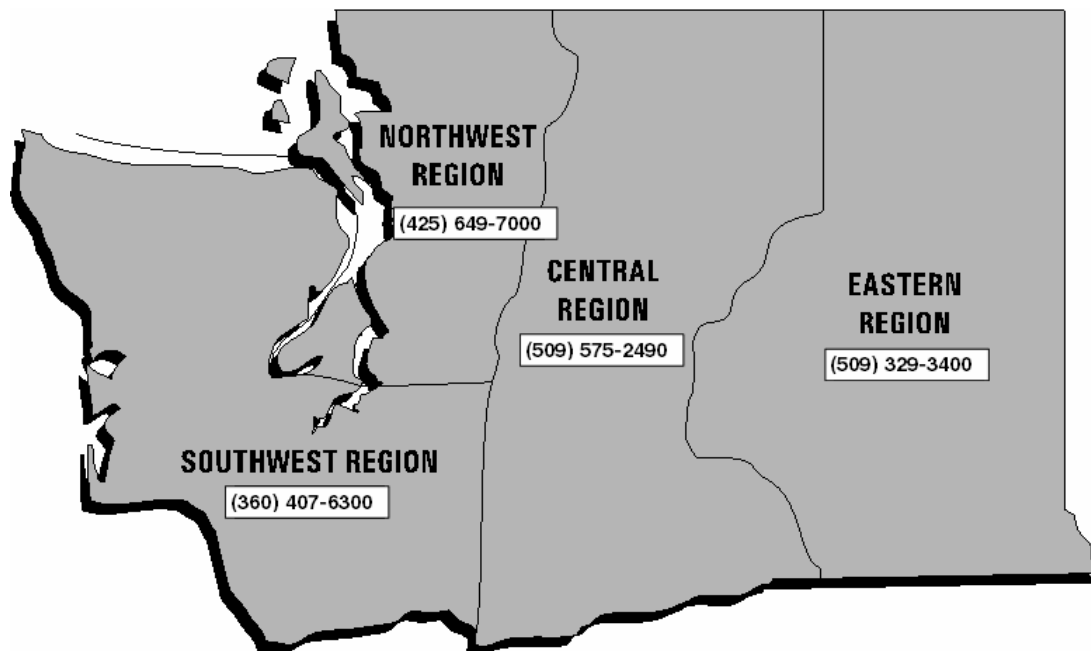 NORTHWEST
REGION
(425) 649-7000
CENTRAL
REGION
(509) 575-2490
EASTERN
REGION
(509) 329-3400
SOUTHWEST REGION
(360) 407-6300